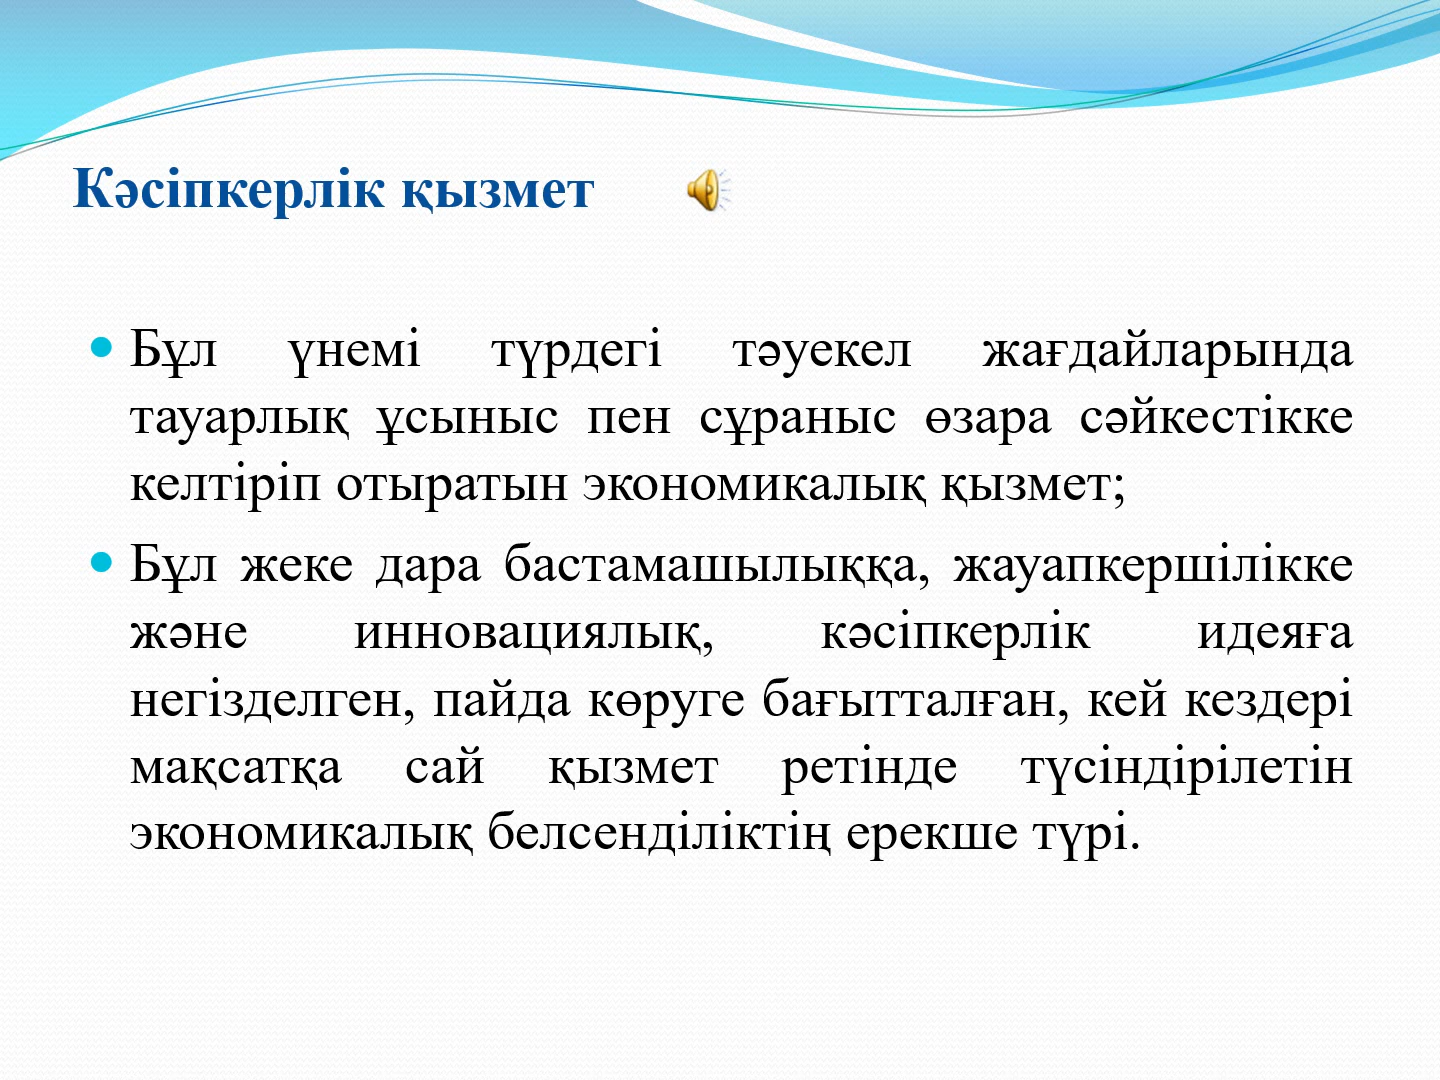 Кәсіпкерлік қызмет
Бұл үнемі түрдегі тәуекел жағдайларында
тауарлық ұсыныс пен сұраныс өзара сәйкестікке
келтіріп отыратын экономикалық қызмет;
Бұл жеке дара бастамашылыққа, жауапкершілікке
және инновациялық, кәсіпкерлік идеяға
негізделген, пайда көруге бағытталған, кей кездері
мақсатқа сай қызмет ретінде түсіндірілетін
экономикалық белсенділіктің ерекше түрі.